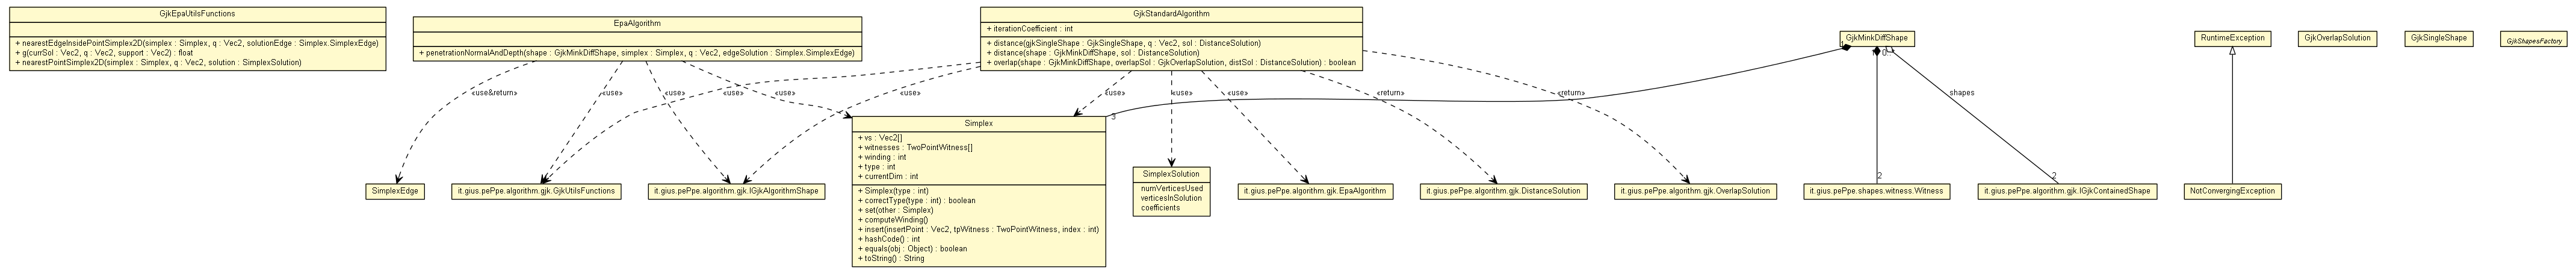 GjkEpaUtilsFunctions
+ nearestEdgeInsidePointSimplex2D(simplex : Simplex, q : Vec2, solutionEdge : Simplex.SimplexEdge)
+ g(currSol : Vec2, q : Vec2, support : Vec2) : float
+ nearestPointSimplex2D(simplex : Simplex, q : Vec2, solution : SimplexSolution)
EpaAlgorithm
+ penetrationNormalAndDepth(shape : GjkMinkDiffShape, simplex : Simplex, q : Vec2, edgeSolution : Simplex.SimplexEdge)
GjkStandardAlgorithm
+ iterationCoefficient : int
+ distance(gjkSingleShape : GjkSingleShape, q : Vec2, sol : DistanceSolution)
+ distance(shape : GjkMinkDiffShape, sol : DistanceSolution)
+ overlap(shape : GjkMinkDiffShape, overlapSol : GjkOverlapSolution, distSol : DistanceSolution) : boolean
GjkMinkDiffShape
RuntimeException
GjkOverlapSolution
GjkSingleShape
GjkShapesFactory
«use&return»
«use»
«use»
«use»
«use»
«use»
«use»
«use»
«use»
«return»
«return»
shapes
3
2
2
Simplex
+ vs : Vec2[]
+ witnesses : TwoPointWitness[]
+ winding : int
+ type : int
+ currentDim : int
+ Simplex(type : int)
+ correctType(type : int) : boolean
+ set(other : Simplex)
+ computeWinding()
+ insert(insertPoint : Vec2, tpWitness : TwoPointWitness, index : int)
+ hashCode() : int
+ equals(obj : Object) : boolean
+ toString() : String
SimplexEdge
it.gius.pePpe.algorithm.gjk.GjkUtilsFunctions
it.gius.pePpe.algorithm.gjk.IGjkAlgorithmShape
SimplexSolution
numVerticesUsed
verticesInSolution
coefficients
it.gius.pePpe.algorithm.gjk.EpaAlgorithm
it.gius.pePpe.algorithm.gjk.DistanceSolution
it.gius.pePpe.algorithm.gjk.OverlapSolution
it.gius.pePpe.shapes.witness.Witness
it.gius.pePpe.algorithm.gjk.IGjkContainedShape
NotConvergingException